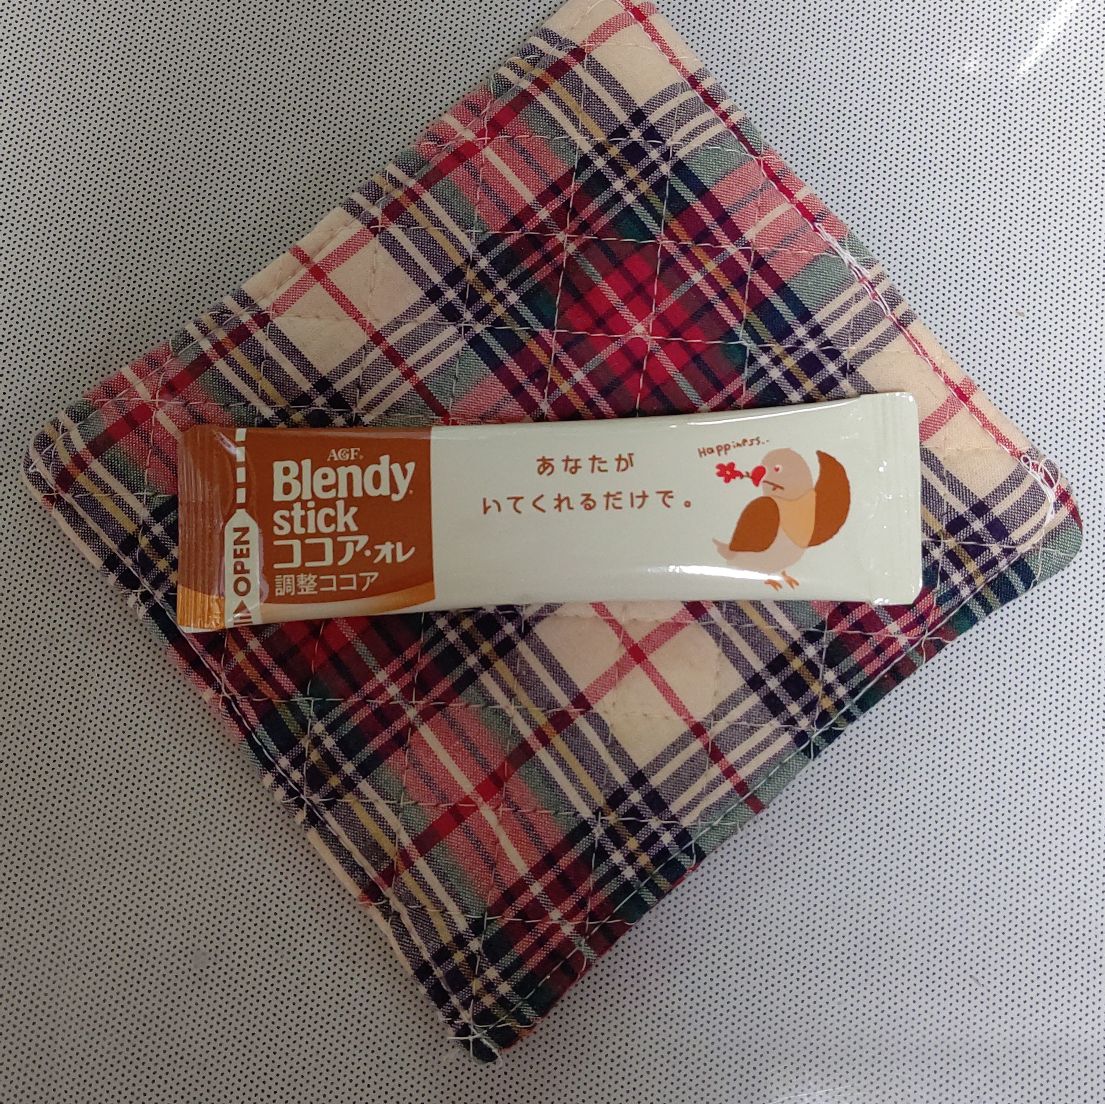 OPEN
AGF®
Blendy®
stick
ココア・オレ
調整ココア
あなたが
いてくれるだけで。
Happiness..